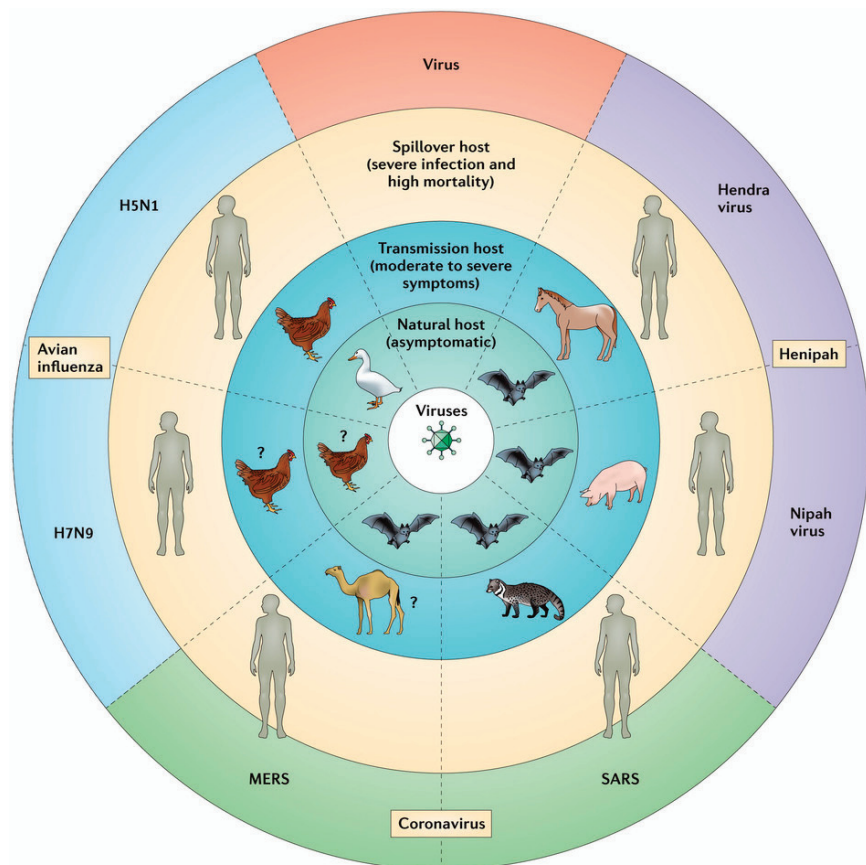 Virus
Spillover host
(severe infection and
high mortality)
H5N1
Hendra
virus
Transmission host
(moderate to severe
symptoms)
Natural host
(asymptomatic)
Avian
influenza
Henipah
Viruses
?
?
H7N9
Nipah
virus
?
MERS
SARS
Coronavirus